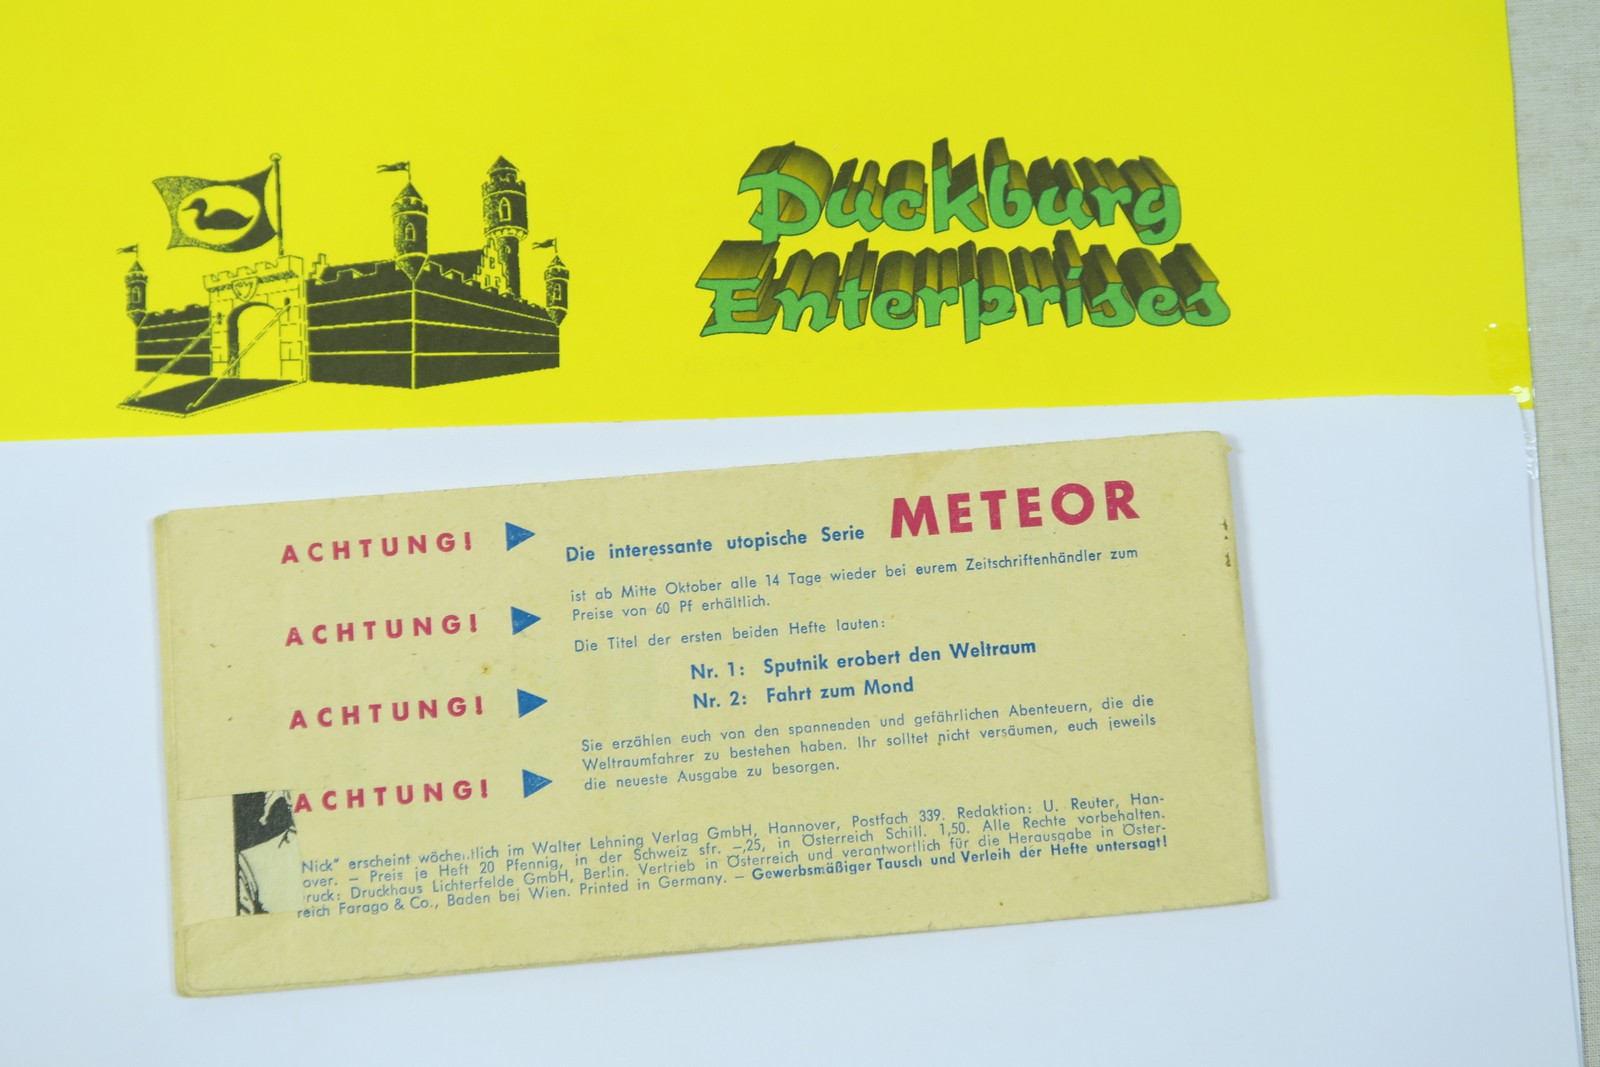 Duckburg
Enterprises
ACHTUNG!
ACHTUNG!
ACHTUNG!
ACHTUNG!
Die interessante utopische Serie METEOR
ist ab Mitte Oktober alle 14 Tage wieder bei eurem Zeitschriftenhändler zum
Preise von 60 Pf erhältlich.
Die Titel der ersten beiden Hefte lauten:
Nr. 1: Sputnik erobert den Weltraum
Nr. 2: Fahrt zum Mond
Sie erzählen euch von den spannenden und gefährlichen Abenteuern, die die
Weltraumfahrer zu bestehen haben. Ihr solltet nicht versäumen, euch jeweils
die neueste Ausgabe zu besorgen.
Nick" erscheint wöchentlich im Walter Lehning Verlag GmbH, Hannover, Postfach 339. Redaktion: U. Reuter, Han-
over. – Preis je Heft 20 Pfennig, in der Schweiz sfr. –,25, in Österreich Schill. 1,50. Alle Rechte vorbehalten.
ruck: Druckhaus Lichterfelde GmbH, Berlin. Vertrieb in Österreich und verantwortlich für die Herausgabe in Öster-
reich Farago & Co., Baden bei Wien. Printed in Germany. – Gewerbsmäßiger Tausch und Verleih der Hefte untersagt!